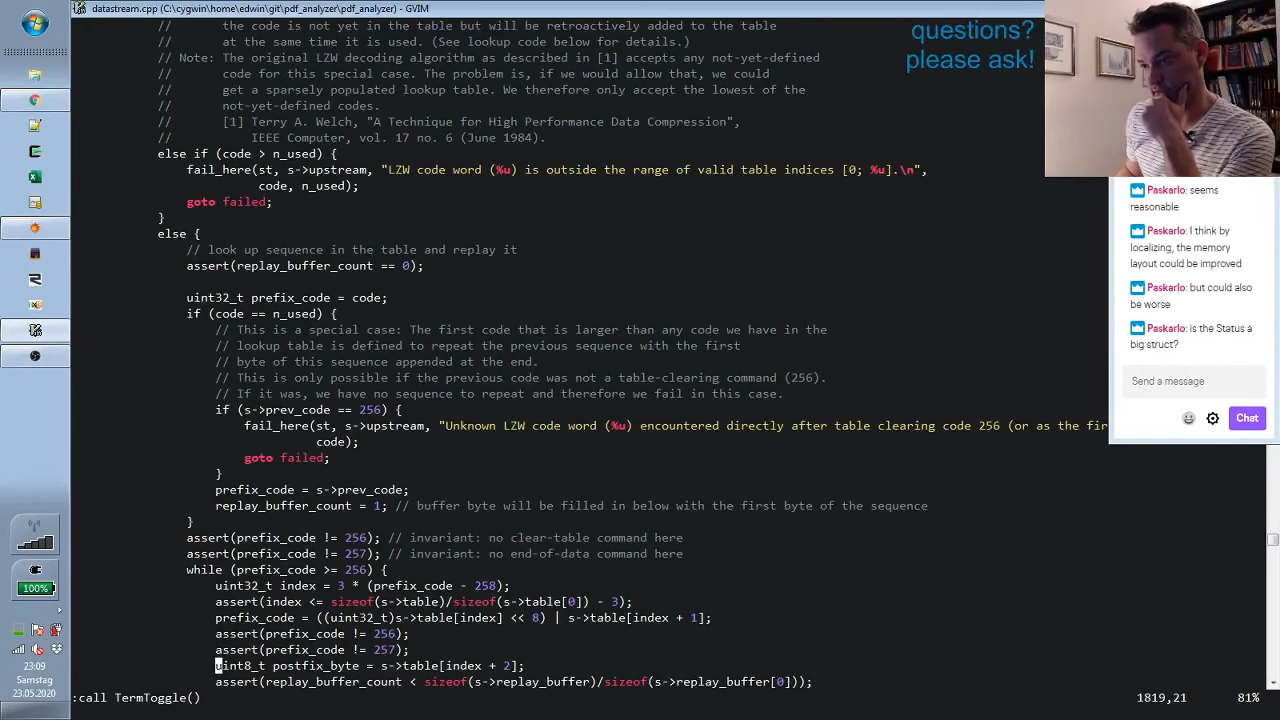 datastream.cpp (C:\cygwin\home\edwin\git\pdf_analyzer\pdf_analyzer) - GVIM
//       the code is not yet in the table but will be retroactively added to the table
//       at the same time it is used. (See lookup code below for details.)
// Note: The original LZW decoding algorithm as described in [1] accepts any not-yet-defined
//       code for this special case. The problem is, if we would allow that, we could
//       get a sparsely populated lookup table. We therefore only accept the lowest of the
//       not-yet-defined codes.
//       [1] Terry A. Welch, "A Technique for High Performance Data Compression",
//           IEEE Computer, vol. 17 no. 6 (June 1984).
else if (code > n_used) {
fail_here(st, s->upstream, "LZW code word (%u) is outside the range of valid table indices [0; %u].\n",
code, n_used);
goto failed;
}
else {
// look up sequence in the table and replay it
assert(replay_buffer_count == 0);
uint32_t prefix_code = code;
if (code == n_used) {
// This is a special case: The first code that is larger than any code we have in the
// lookup table is defined to repeat the previous sequence with the first
// byte of this sequence appended at the end.
// This is only possible if the previous code was not a table-clearing command (256).
// If it was, we have no sequence to repeat and therefore we fail in this case.
if (s->prev_code == 256) {
fail_here(st, s->upstream, "Unknown LZW code word (%u) encountered directly after table clearing code 256 (or as the fir
code);
goto failed;
}
prefix_code = s->prev_code;
replay_buffer_count = 1; // buffer byte will be filled in below with the first byte of the sequence
}
assert(prefix_code != 256); // invariant: no clear-table command here
assert(prefix_code != 257); // invariant: no end-of-data command here
while (prefix_code >= 256) {
uint32_t index = 3 * (prefix_code - 258);
assert(index <= sizeof(s->table)/sizeof(s->table[0]) - 3);
prefix_code = ((uint32_t)s->table[index] << 8) | s->table[index + 1];
assert(prefix_code != 256);
assert(prefix_code != 257);
uint8_t postfix_byte = s->table[index + 2];
assert(replay_buffer_count < sizeof(s->replay_buffer)/sizeof(s->replay_buffer[0]));
:call TermToggle()
1819,21
81%
questions?
please ask!
Paskarlo: seems
reasonable
Paskarlo: I think by
localizing, the memory
layout could be improved
Paskarlo: but could also
be worse
Paskarlo: is the Status a
big struct?
Send a message
Chat
100%
23:09
Samstag
23.05.2020